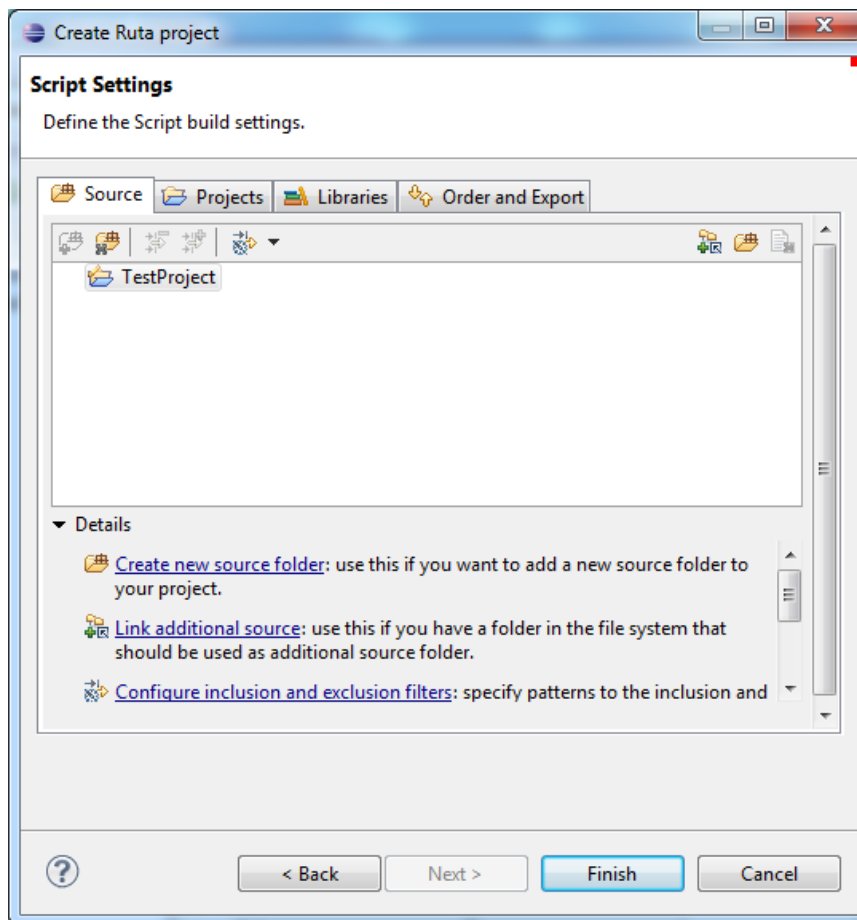 Create Ruta project
Script Settings
Define the Script build settings.
Source Projects Libraries Order and Export
TestProject
Details
Create new source folder: use this if you want to add a new source folder to
your project.
Link additional source: use this if you have a folder in the file system that
should be used as additional source folder.
Configure inclusion and exclusion filters: specify patterns to the inclusion and
? < Back Next > Finish Cancel